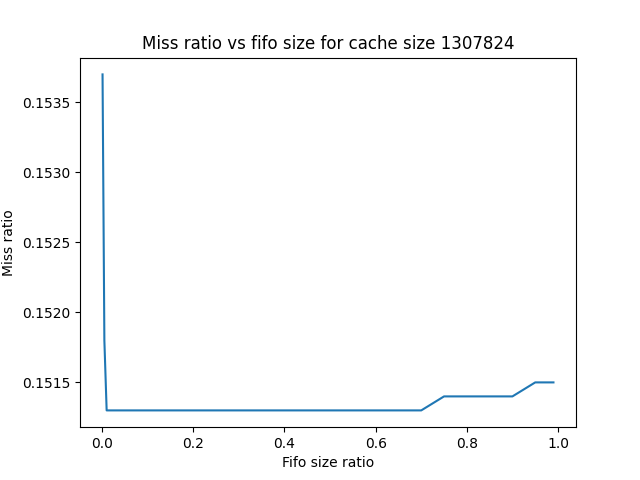 Miss ratio vs fifo size for cache size 1307824
Miss ratio
0.1535
0.1530
0.1525
0.1520
0.1515
0.0 0.2 0.4 0.6 0.8 1.0
Fifo size ratio